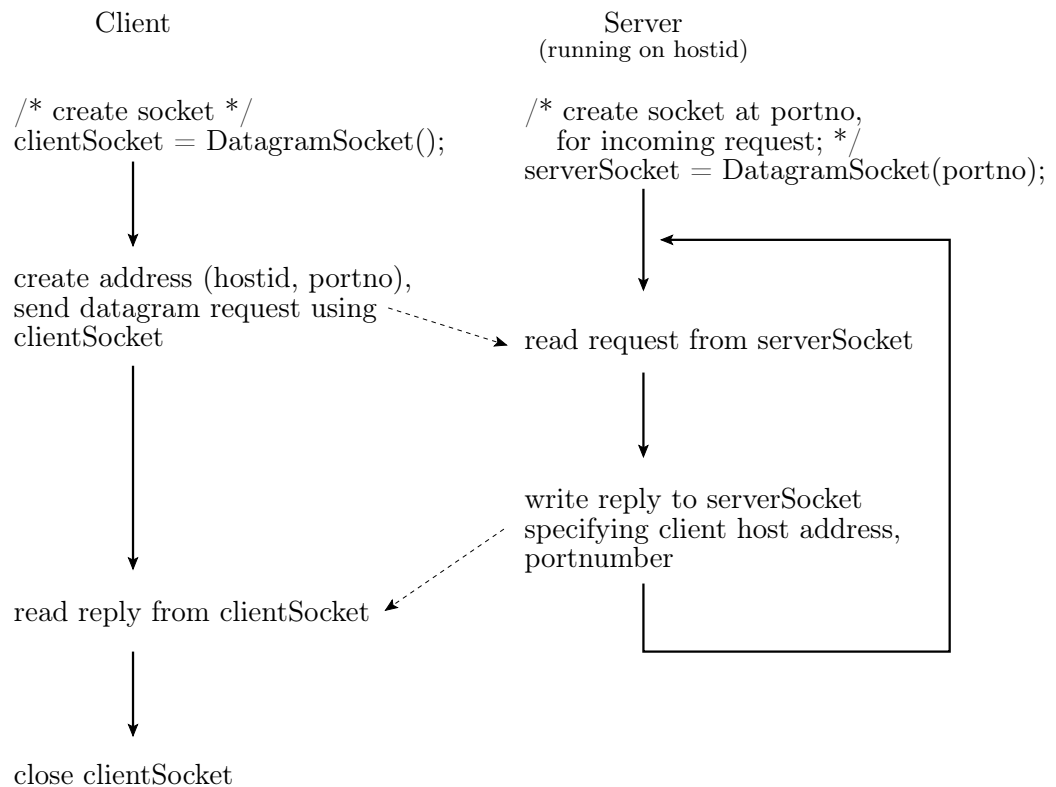 Client
/* create socket */
clientSocket = DatagramSocket();
create address (hostid, portno),
send datagram request using
clientSocket
read reply from clientSocket
close clientSocket
Server
(running on hostid)
/* create socket at portno,
for incoming request; */
serverSocket = DatagramSocket(portno);
read request from serverSocket
write reply to serverSocket
specifying client host address,
portnumber